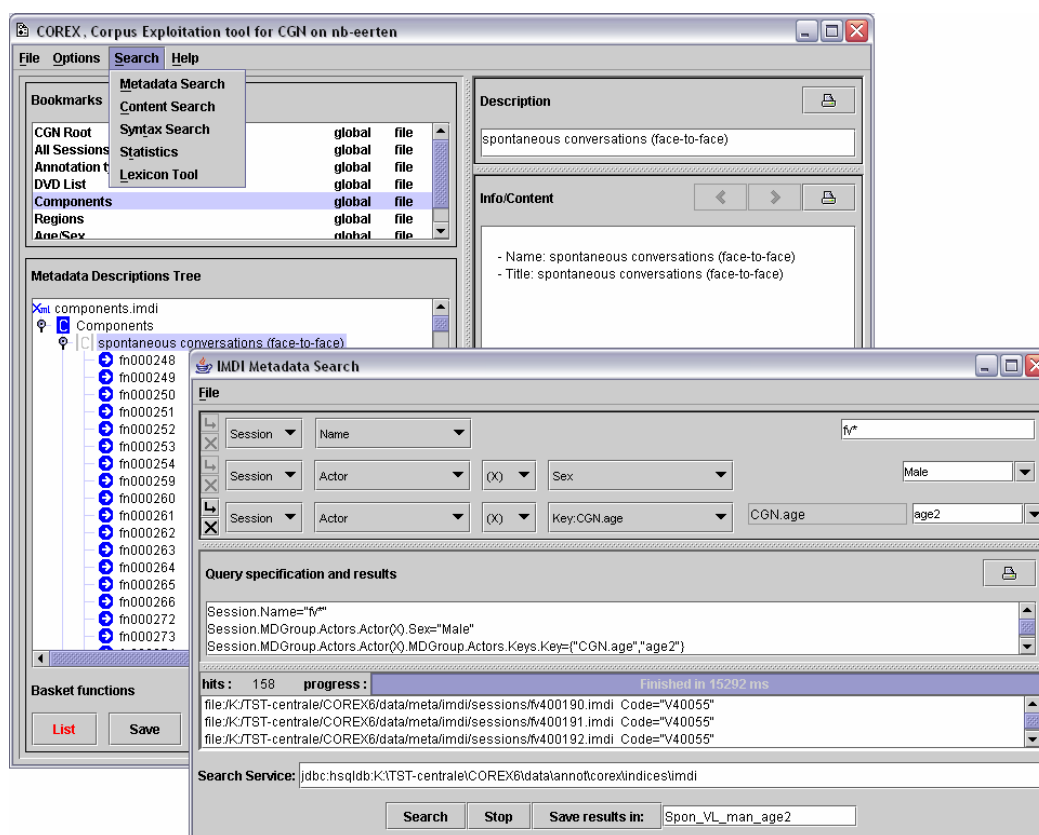 COREX, Corpus Exploitation tool for CGN on nb-eerten
File Options Search Help
Metadata Search
Content Search
Syntax Search
Statistics
Lexicon Tool
Bookmarks
CGN Root global file
All Sessions global file
Annotation t global file
DVD List global file
Components global file
Regions global file
Age/Sex global file
Description
spontaneous conversations (face-to-face)
Info/Content
- Name: spontaneous conversations (face-to-face)
- Title: spontaneous conversations (face-to-face)
Metadata Descriptions Tree
Xml components.imdi
C Components
C spontaneous conversations (face-to-face)
fn000248
fn000249
fn000250
fn000251
fn000252
fn000253
fn000254
fn000259
fn000260
fn000261
fn000262
fn000263
fn000264
fn000265
fn000266
fn000272
fn000273
Basket functions
List Save
IMDI Metadata Search
File
Session Name fv*
Session Actor (X) Sex Male
Session Actor (X) Key:CGN.age CGN.age age2
Query specification and results
Session.Name="fv*"
Session.MDGroup.Actors.Actor(X).Sex="Male"
Session.MDGroup.Actors.Actor(X).MDGroup.Actors.Keys.Key={"CGN.age","age2"}
hits : 158 progress : Finished in 15292 ms
file:/K:/TST-centrale/COREX6/data/meta/imdi/sessions/fv400190.imdi Code="V40055"
file:/K:/TST-centrale/COREX6/data/meta/imdi/sessions/fv400191.imdi Code="V40055"
file:/K:/TST-centrale/COREX6/data/meta/imdi/sessions/fv400192.imdi Code="V40055"
Search Service: jdbc:hsqldb:K:\TST-centrale\COREX6\data\annot\corex\indices\imdi
Search Stop Save results in: Spon_VL_man_age2